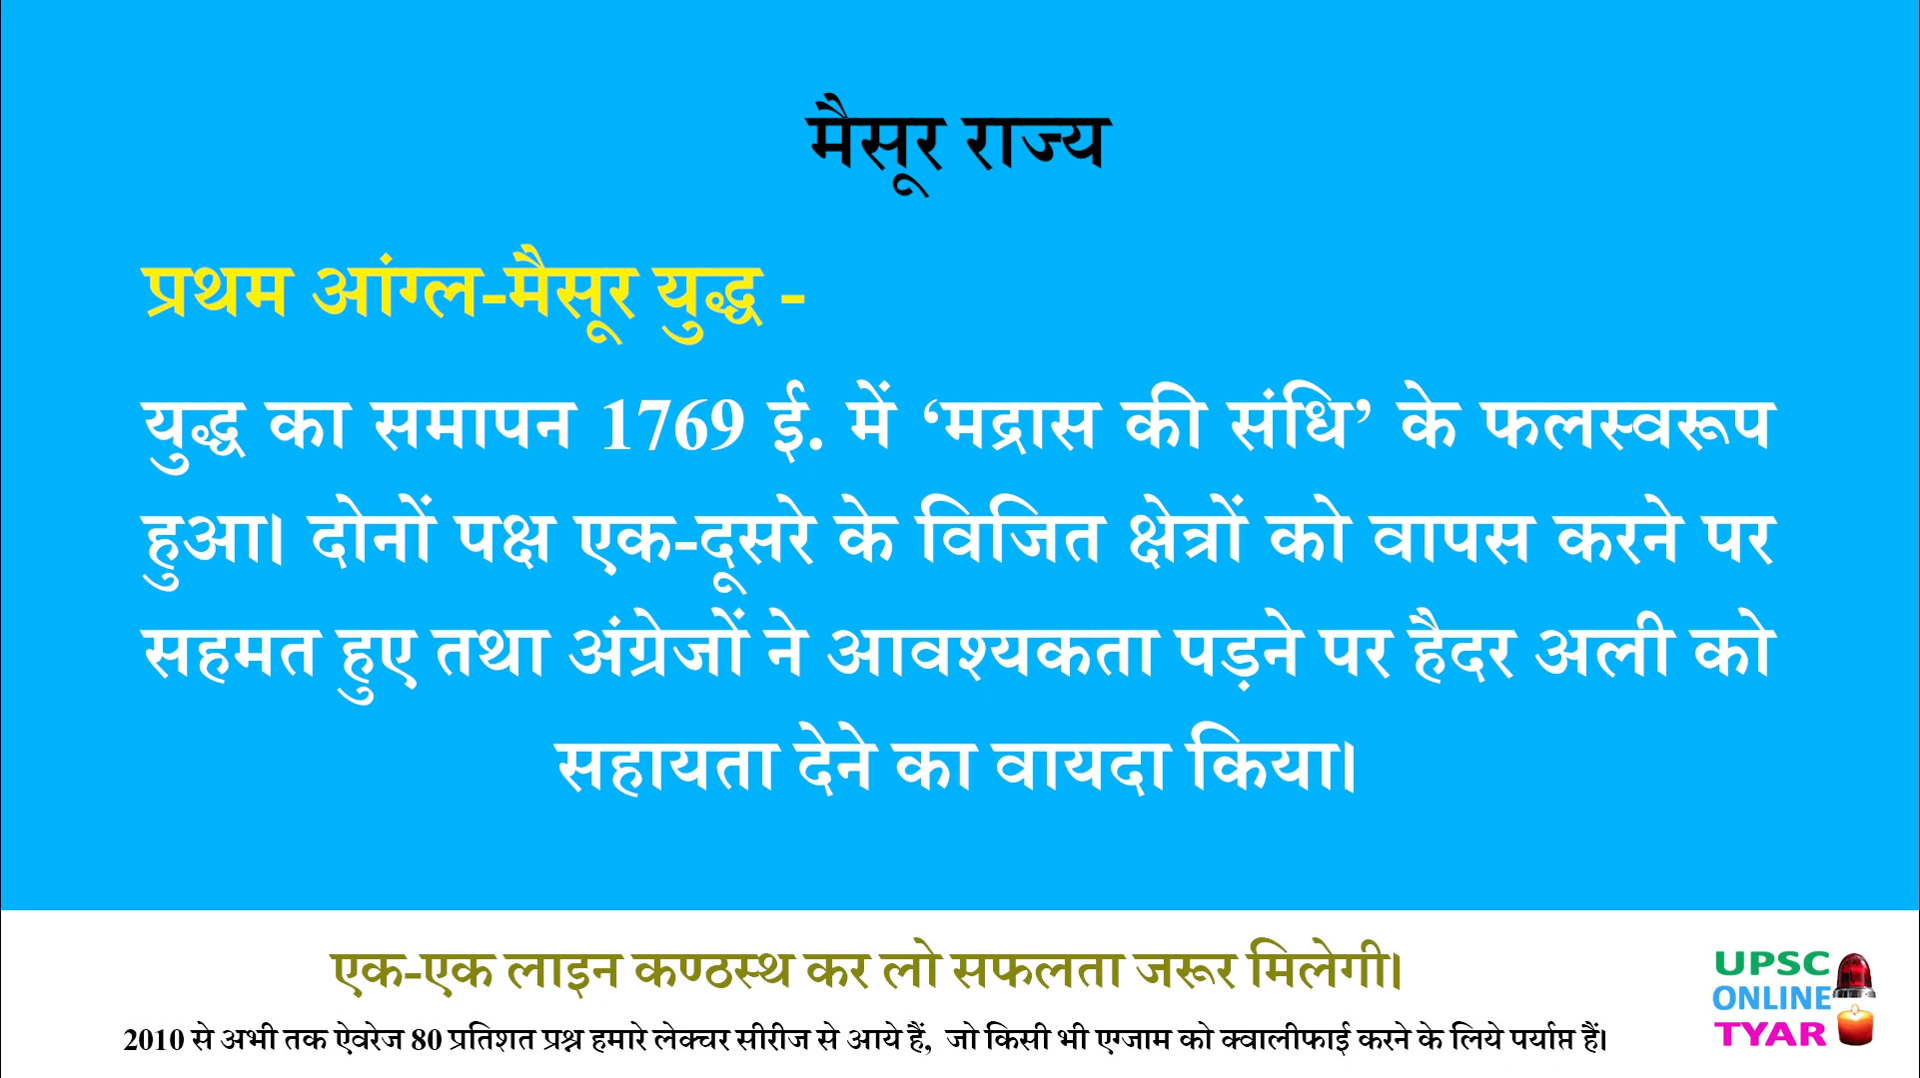 मैसूर राज्य
प्रथम आंग्ल-मैसूर युद्ध -
युद्ध का समापन 1769 ई. में ‘मद्रास की संधि’ के फलस्वरूप
हुआ। दोनों पक्ष एक-दूसरे के विजित क्षेत्रों को वापस करने पर
सहमत हुए तथा अंग्रेजों ने आवश्यकता पड़ने पर हैदर अली को
सहायता देने का वायदा किया।
एक-एक लाइन कण्ठस्थ कर लो सफलता जरूर मिलेगी।
2010 से अभी तक ऐवरेज 80 प्रतिशत प्रश्न हमारे लेक्चर सीरीज से आये हैं, जो किसी भी एग्जाम को क्वालीफाई करने के लिये पर्याप्त हैं।
UPSC
ONLINE
TYAR